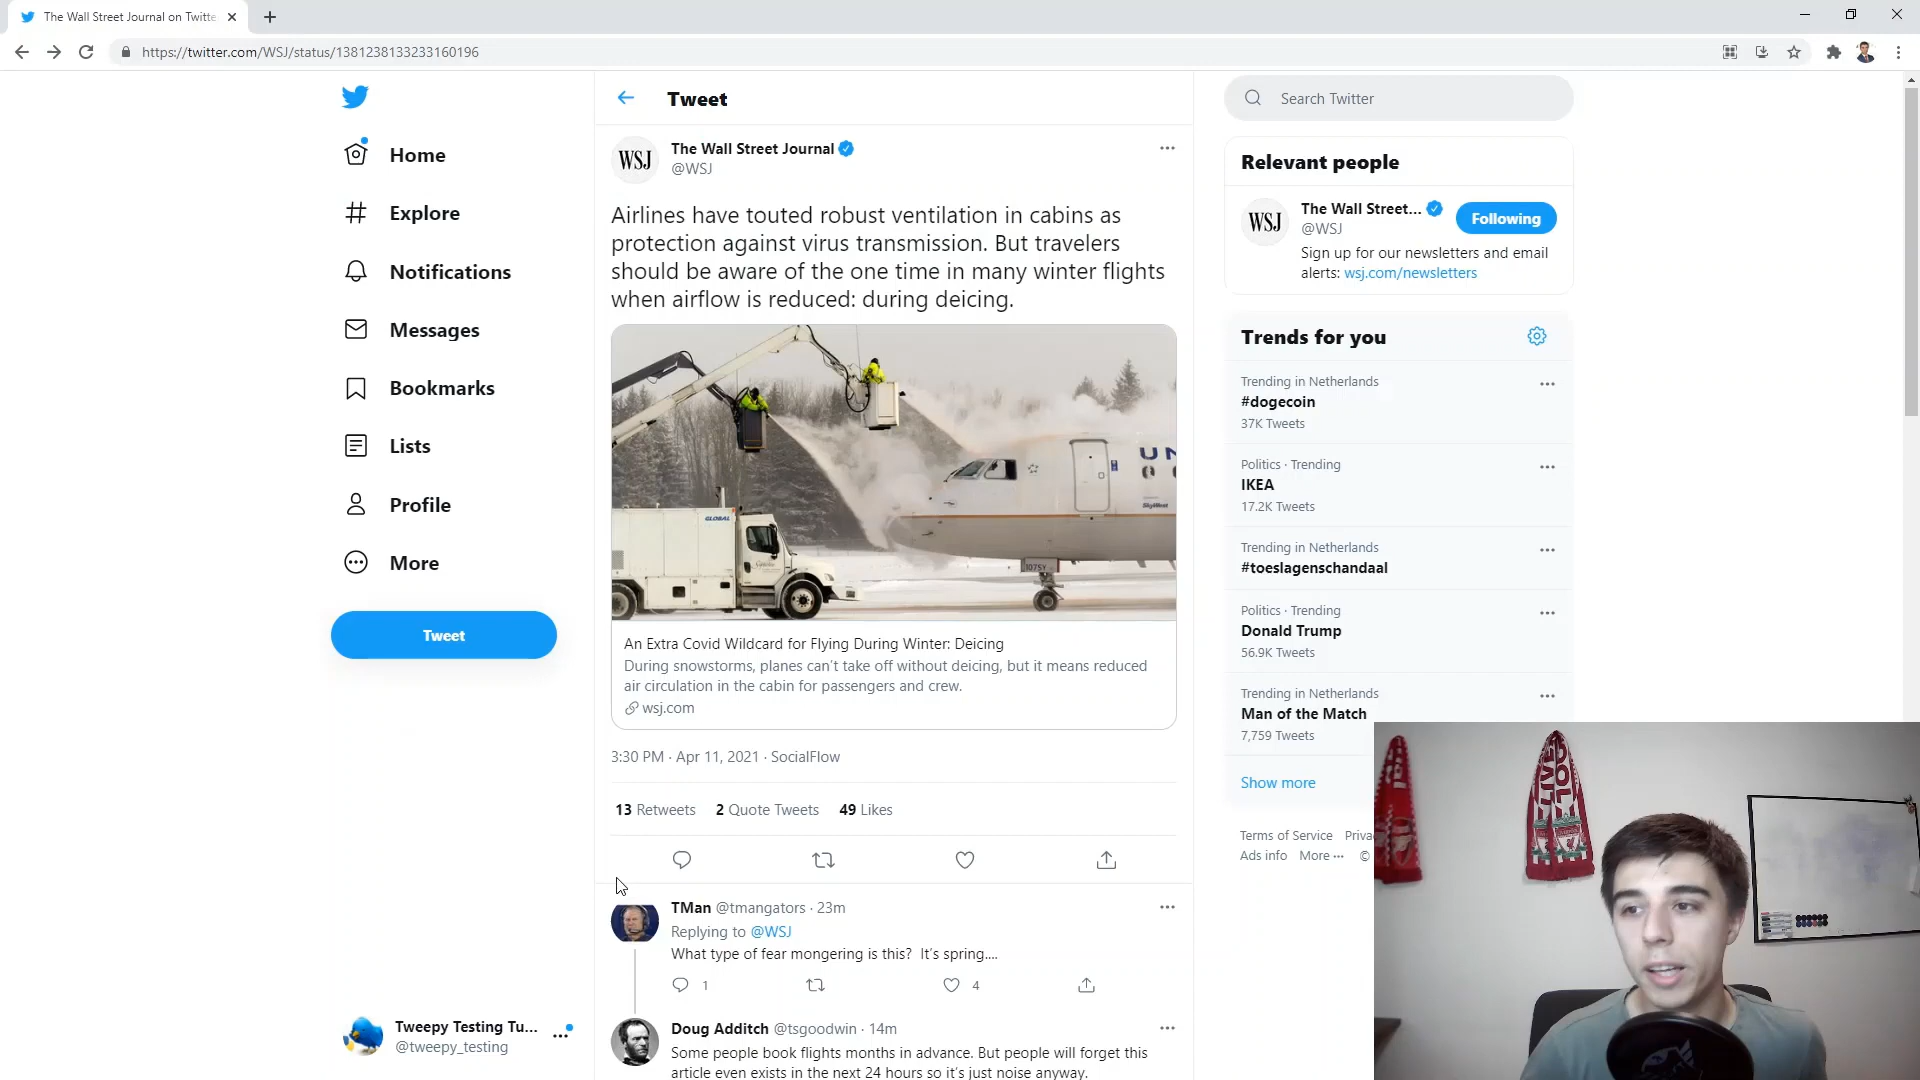 The Wall Street Journal on Twitte
https://twitter.com/WSJ/status/1381238133233160196
Home
Explore
Notifications
Messages
Bookmarks
Lists
Profile
More
Tweet
Tweepy Testing Tu...
@tweepy_testing
Tweet
WSJ
The Wall Street Journal
@WSJ
Airlines have touted robust ventilation in cabins as
protection against virus transmission. But travelers
should be aware of the one time in many winter flights
when airflow is reduced: during deicing.
GLOBAL
UN
SkyWest
107SY
An Extra Covid Wildcard for Flying During Winter: Deicing
During snowstorms, planes can't take off without deicing, but it means reduced
air circulation in the cabin for passengers and crew.
wsj.com
3:30 PM · Apr 11, 2021 · SocialFlow
13 Retweets 2 Quote Tweets 49 Likes
TMan @tmangators · 23m
Replying to @WSJ
What type of fear mongering is this? It's spring....
1 4
Doug Additch @tsgoodwin · 14m
Some people book flights months in advance. But people will forget this
article even exists in the next 24 hours so it's just noise anyway.
Search Twitter
Relevant people
WSJ
The Wall Street...
@WSJ
Following
Sign up for our newsletters and email
alerts: wsj.com/newsletters
Trends for you
Trending in Netherlands
#dogecoin
37K Tweets
Politics · Trending
IKEA
17.2K Tweets
Trending in Netherlands
#toeslagenschandaal
Politics · Trending
Donald Trump
56.9K Tweets
Trending in Netherlands
Man of the Match
7,759 Tweets
Show more
Terms of Service Priva
Ads info More ··· ©